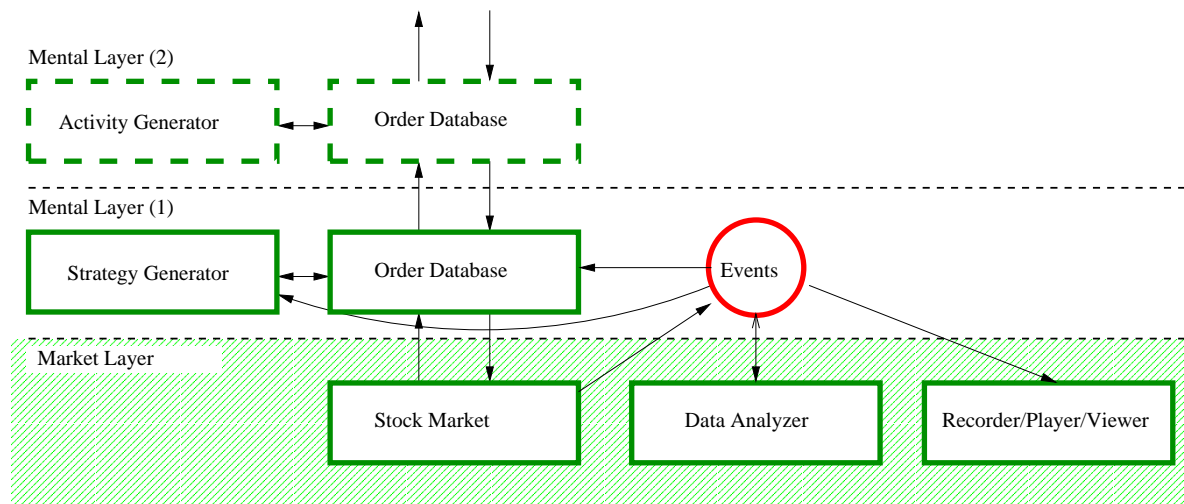 Mental Layer (2)
Activity Generator
Order Database
Mental Layer (1)
Strategy Generator
Order Database
Events
Market Layer
Stock Market
Data Analyzer
Recorder/Player/Viewer